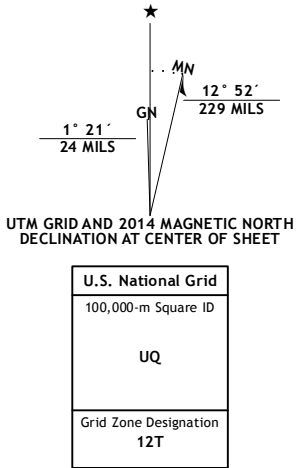 ★
MN
GN
12° 52´
229 MILS
1° 21´
24 MILS
UTM GRID AND 2014 MAGNETIC NORTH
DECLINATION AT CENTER OF SHEET
U.S. National Grid
100,000-m Square ID
UQ
Grid Zone Designation
12T